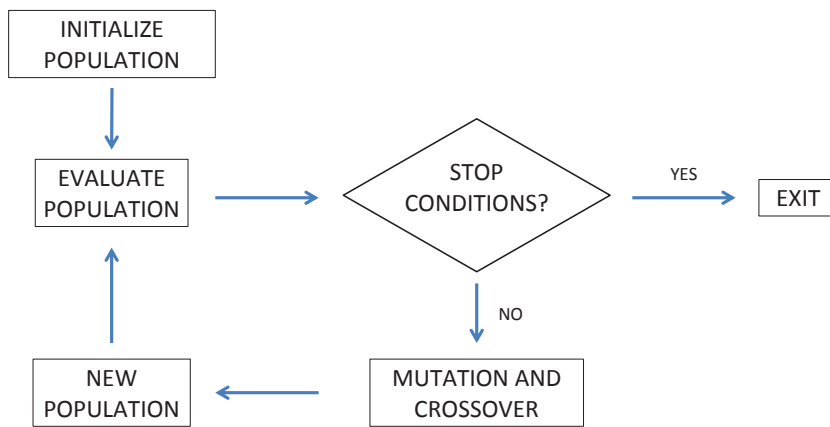 INITIALIZE
POPULATION
EVALUATE
POPULATION
STOP
CONDITIONS?
YES
EXIT
NO
MUTATION AND
CROSSOVER
NEW
POPULATION